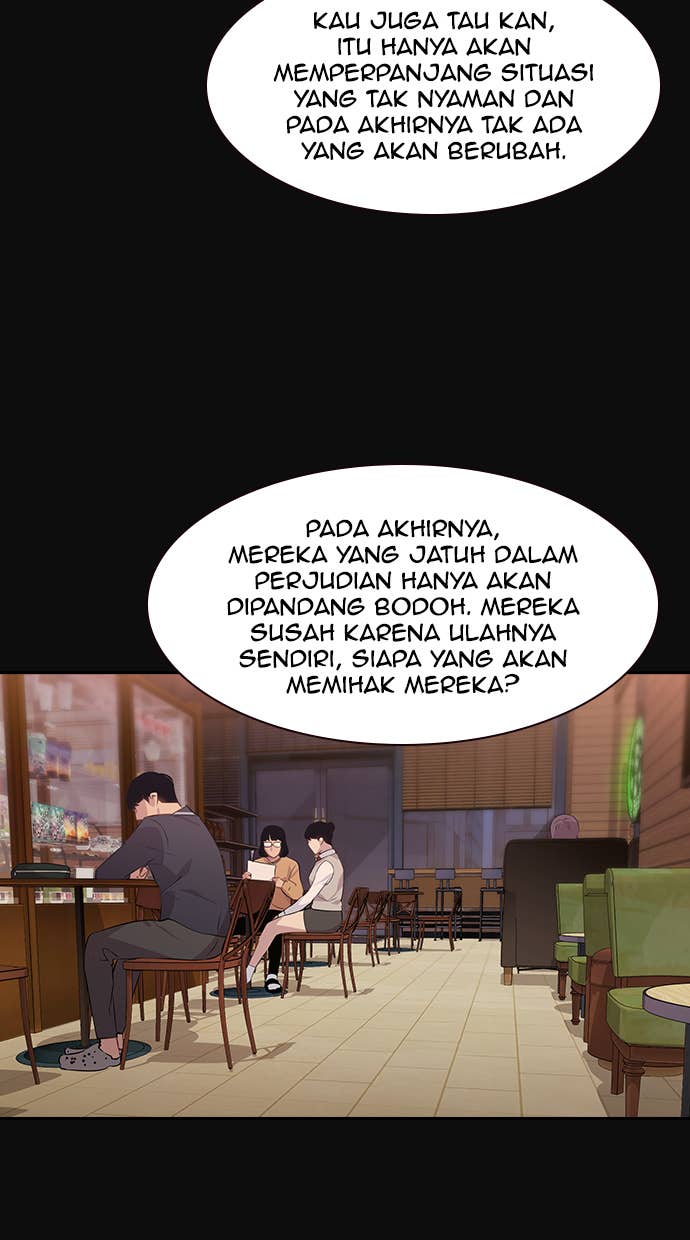 KAU JUGA TAU KAN,
ITU HANYA AKAN
MEMPERPANJANG SITUASI
YANG TAK NYAMAN DAN
PADA AKHIRNYA TAK ADA
YANG AKAN BERUBAH.
PADA AKHIRNYA,
MEREKA YANG JATUH DALAM
PERJUDIAN HANYA AKAN
DIPANDANG BODOH. MEREKA
SUSAH KARENA ULAHNYA
SENDIRI, SIAPA YANG AKAN
MEMIHAK MEREKA?